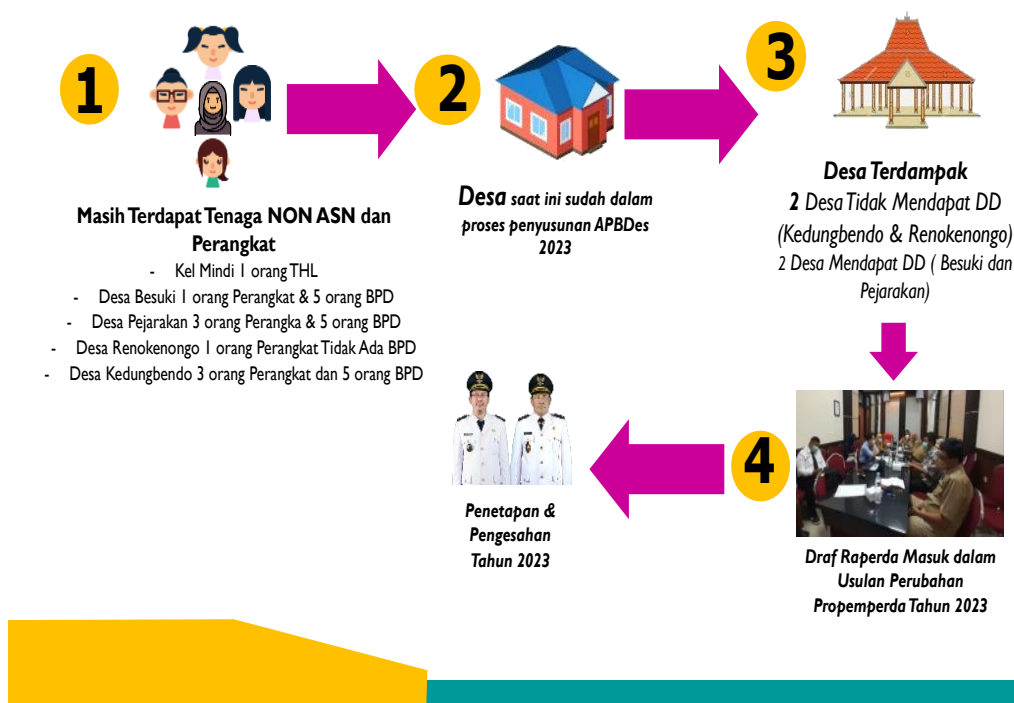 1
Masih Terdapat Tenaga NON ASN dan
Perangkat
- Kel Mindi 1 orang THL
- Desa Besuki 1 orang Perangkat & 5 orang BPD
- Desa Pejarakan 3 orang Perangka & 5 orang BPD
- Desa Renokenongo 1 orang Perangkat Tidak Ada BPD
- Desa Kedungbendo 3 orang Perangkat dan 5 orang BPD
2
Desa saat ini sudah dalam
proses penyusunan APBDes
2023
3
Desa Terdampak
2 Desa Tidak Mendapat DD
(Kedungbendo & Renokenongo)
2 Desa Mendapat DD ( Besuki dan
Pejarakan)
4
Draf Raperda Masuk dalam
Usulan Perubahan
Propemperda Tahun 2023
Penetapan &
Pengesahan
Tahun 2023